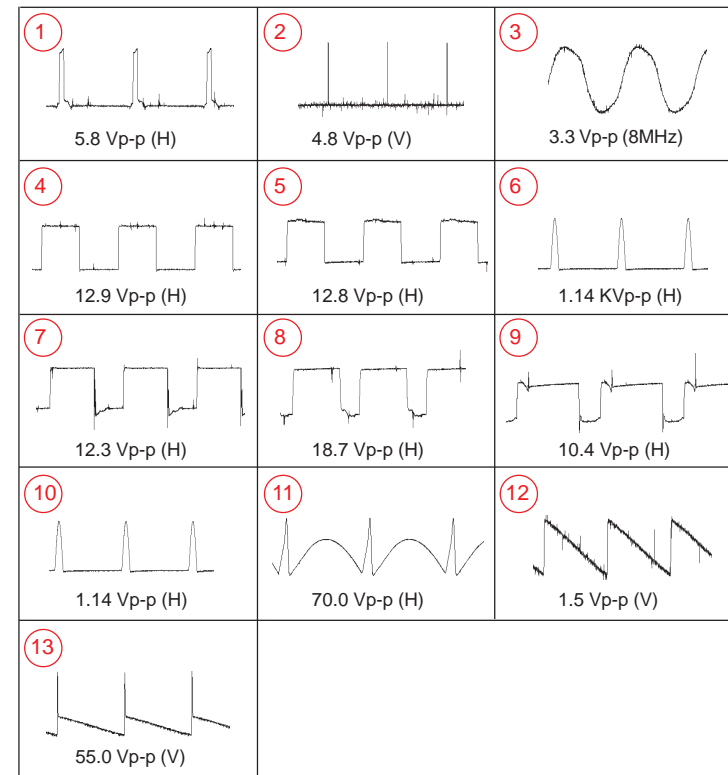 1
2
3
5.8 Vp-p (H)
4.8 Vp-p (V)
3.3 Vp-p (8MHz)
4
5
6
12.9 Vp-p (H)
12.8 Vp-p (H)
1.14 KVp-p (H)
7
8
9
12.3 Vp-p (H)
18.7 Vp-p (H)
10.4 Vp-p (H)
10
11
12
1.14 Vp-p (H)
70.0 Vp-p (H)
1.5 Vp-p (V)
13
55.0 Vp-p (V)